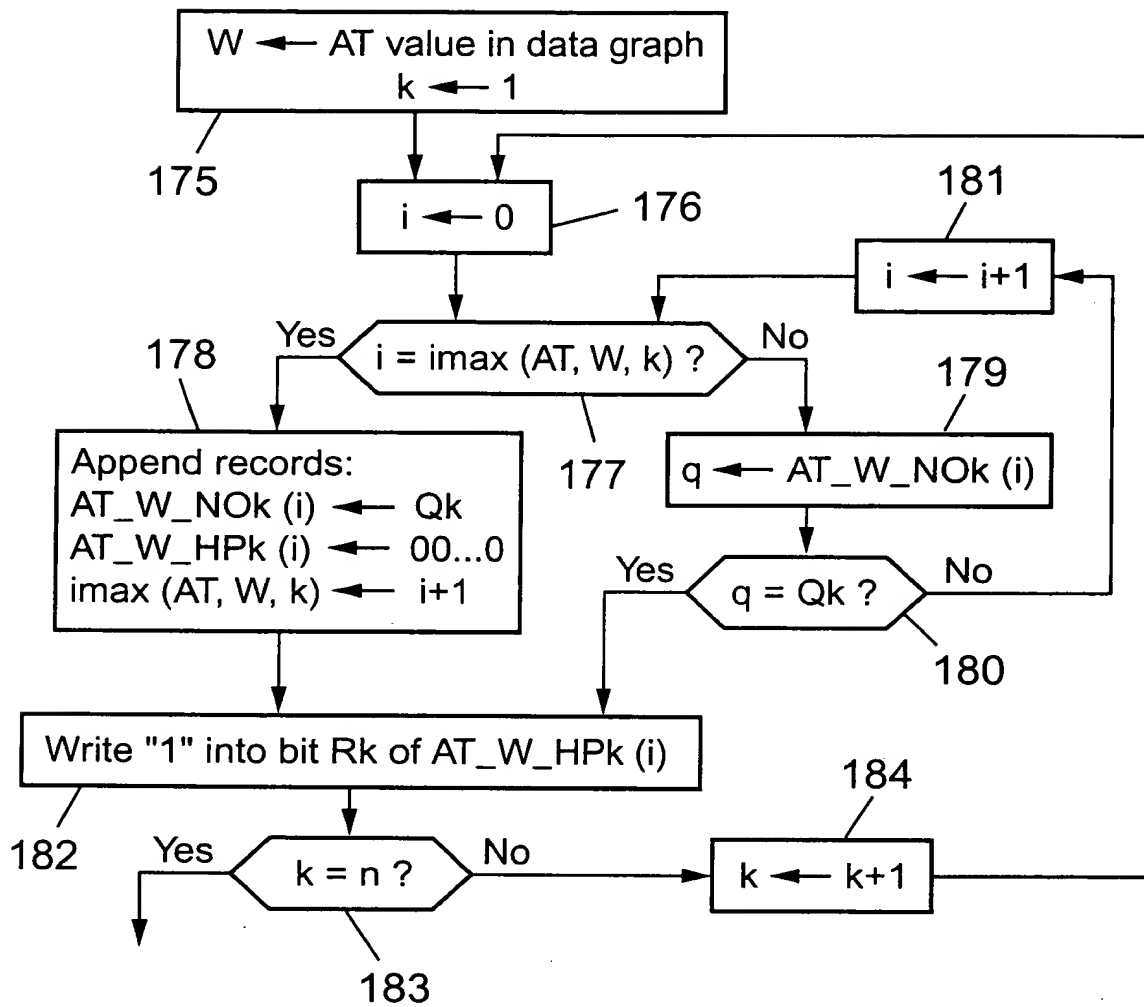 W ← AT value in data graph
k ← 1
175
i ← 0
176
181
i ← i+1
Yes
i = imax (AT, W, k) ?
No
178
177
179
Append records:
AT_W_NOk (i) ← Qk
AT_W_HPk (i) ← 00...0
imax (AT, W, k) ← i+1
q ← AT_W_NOk (i)
Yes
q = Qk ?
No
180
Write "1" into bit Rk of AT_W_HPk (i)
182
184
Yes
k = n ?
No
k ← k+1
183